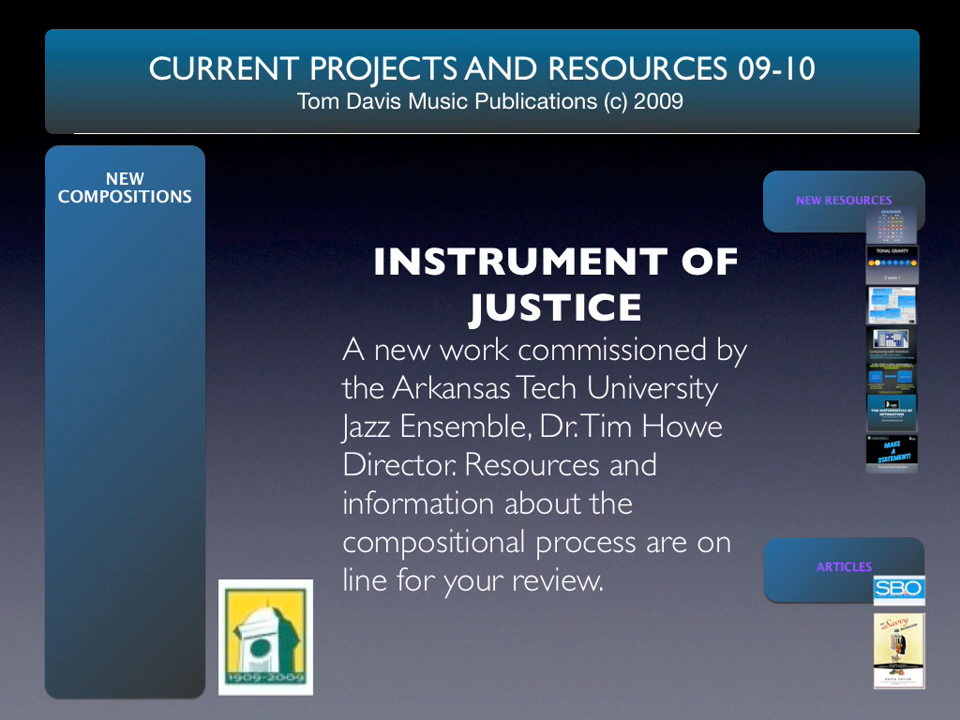 CURRENT PROJECTS AND RESOURCES 09-10
Tom Davis Music Publications (c) 2009
NEW
COMPOSITIONS
NEW RESOURCES
TONAL GRAVITY
INSTRUMENT OF
JUSTICE
A new work commissioned by
the Arkansas Tech University
Jazz Ensemble, Dr. Tim Howe
Director. Resources and
information about the
compositional process are on
line for your review.
THE MATHEMATICS OF
INTONATION
MAKE
A
STATEMENT!
ARTICLES
SBO
Savvy
1909-2009